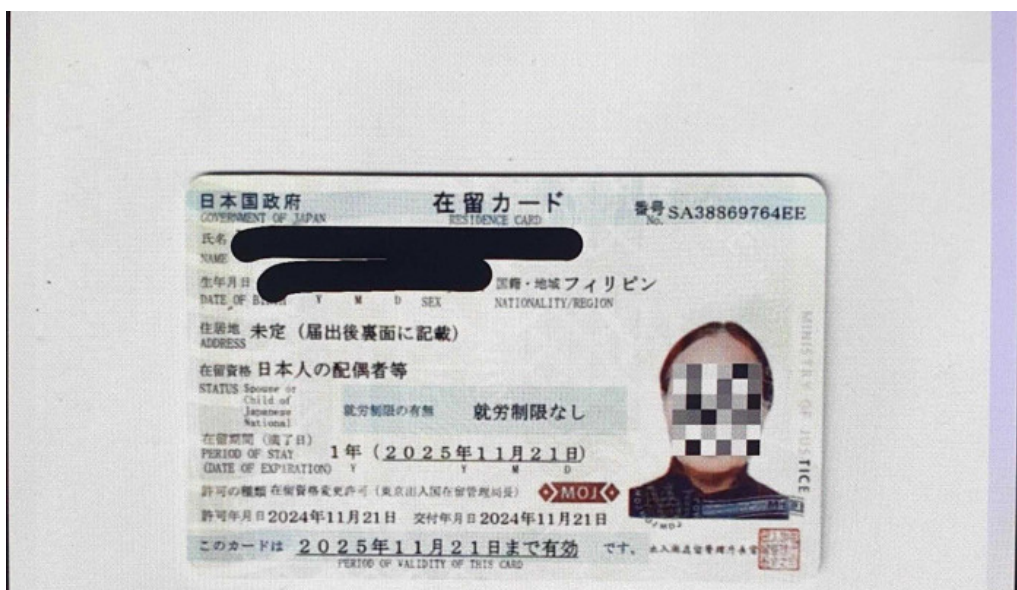 日本国政府 在留カード 番号 SA38869764EE
GOVERNMENT OF JAPAN RESIDENCE CARD No.
氏名
NAME
生年月日 国籍・地域 フィリピン
DATE OF Y M D SEX NATIONALITY/REGION
住居地 未定 (届出後裏面に記載)
ADDRESS
在留資格 日本人の配偶者等
STATUS Spouse or
Child of
Japanese
National
就労制限の有無 就労制限なし
在留期間 (満了日)
PERIOD OF STAY 1年 (2025年11月21日)
(DATE OF EXPIRATION) Y Y M D
許可の種類 在留資格変更許可 (東京出入国在留管理局長) MOJ
許可年月日 2024年11月21日 交付年月日 2024年11月21日
このカードは 2025年11月21日まで有効 です。
PERIOD OF VALIDITY OF THIS CARD
MINISTRY OF JUSTICE